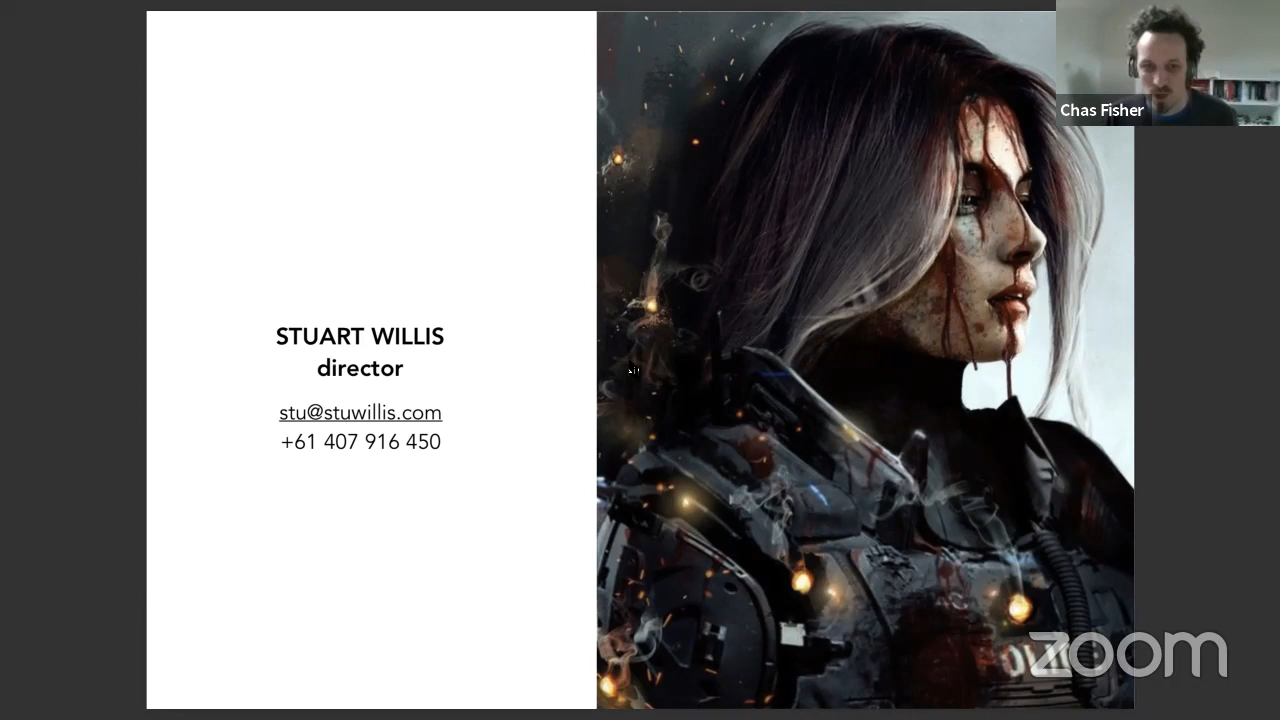 STUART WILLIS
director
stu@stuwillis.com
+61 407 916 450
Chas Fisher
zoom